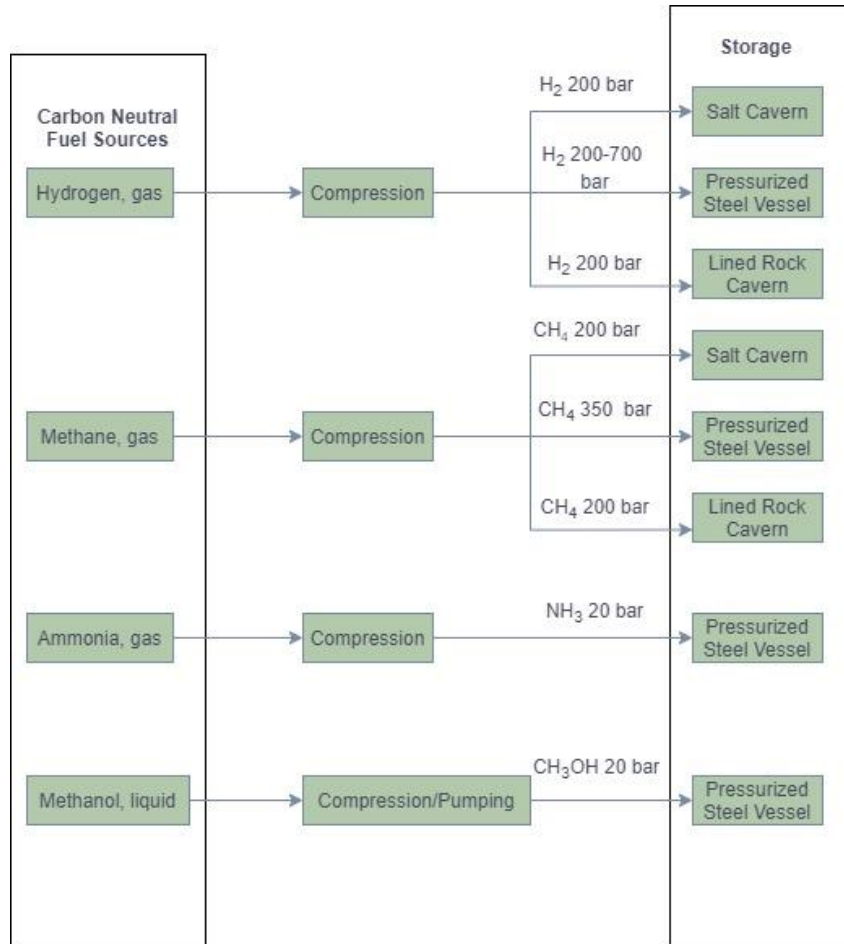 Storage
Carbon Neutral
Fuel Sources
H₂ 200 bar
Salt Cavern
Hydrogen, gas
Compression
H₂ 200-700
bar
Pressurized
Steel Vessel
H₂ 200 bar
Lined Rock
Cavern
CH₄ 200 bar
Salt Cavern
Methane, gas
Compression
CH₄ 350 bar
Pressurized
Steel Vessel
CH₄ 200 bar
Lined Rock
Cavern
Ammonia, gas
Compression
NH₃ 20 bar
Pressurized
Steel Vessel
Methanol, liquid
Compression/Pumping
CH₃OH 20 bar
Pressurized
Steel Vessel